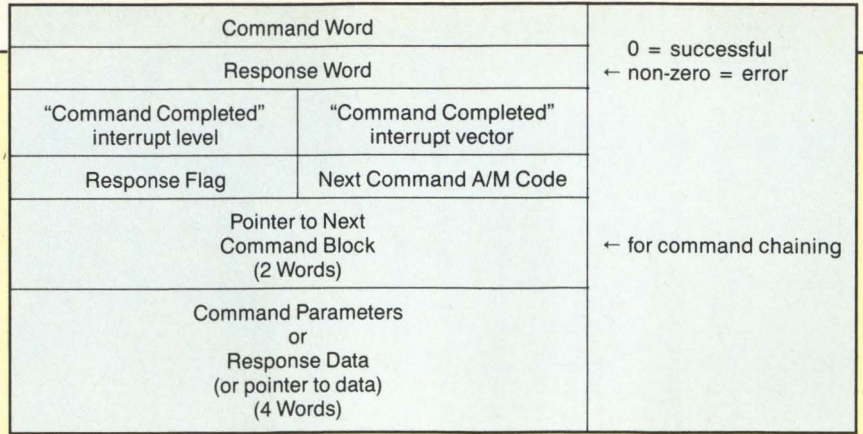 Command Word
0 = successful
Response Word
← non-zero = error
“Command Completed”
interrupt level
“Command Completed”
interrupt vector
Response Flag
Next Command A/M Code
Pointer to Next
Command Block
(2 Words)
← for command chaining
Command Parameters
or
Response Data
(or pointer to data)
(4 Words)